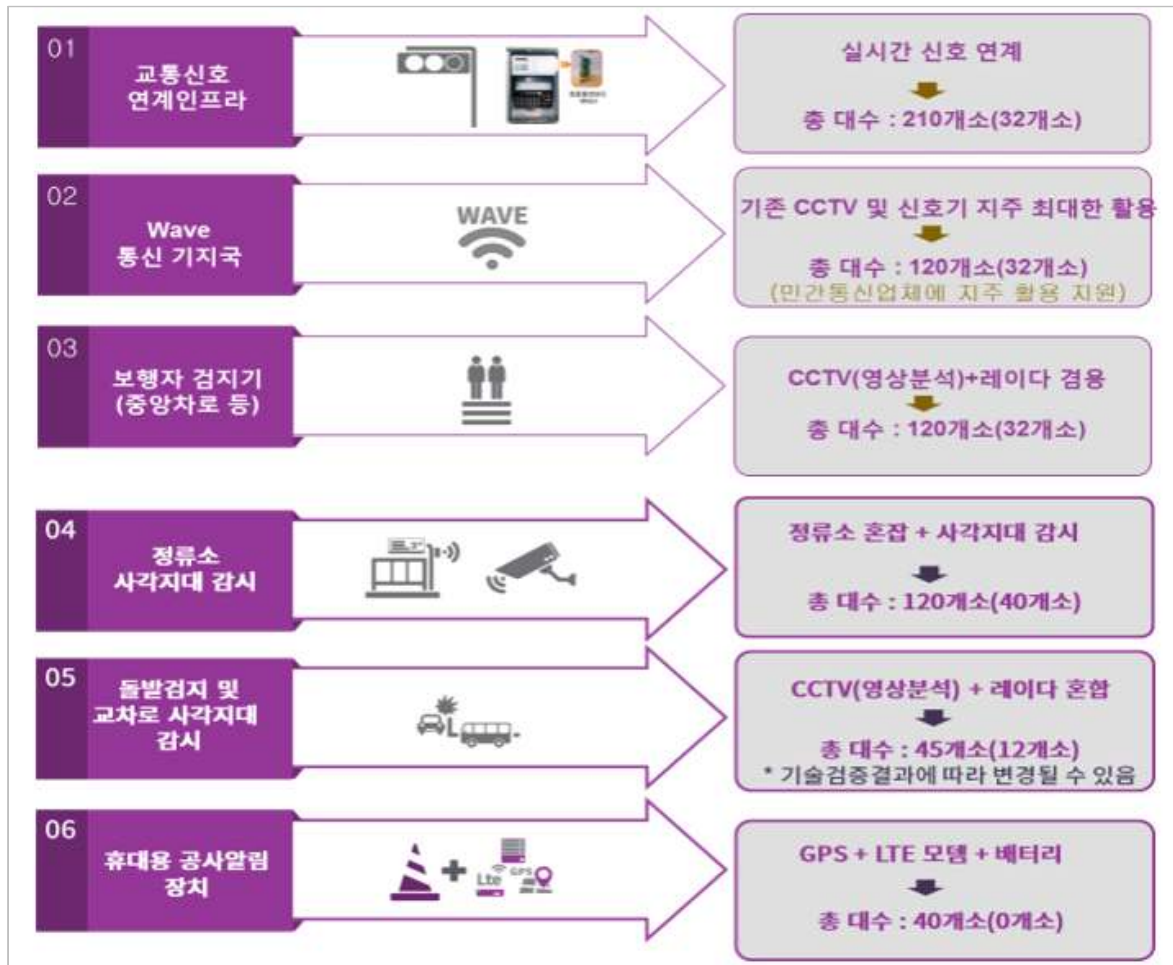 01
교통신호
연계인프라
실시간 신호 연계
총 대수 : 210개소(32개소)
02
Wave
통신 기지국
WAVE
기존 CCTV 및 신호기 지주 최대한 활용
총 대수 : 120개소(32개소)
(민간통신업체에 지주 활용 지원)
03
보행자 검지기
(중앙차로 등)
CCTV(영상분석)+레이다 겸용
총 대수 : 120개소(32개소)
04
정류소
사각지대 감시
정류소 혼잡 + 사각지대 감시
총 대수 : 120개소(40개소)
05
돌발검지 및
교차로 사각지대
감시
CCTV(영상분석) + 레이다 혼합
총 대수 : 45개소(12개소)
* 기술검증결과에 따라 변경될 수 있음
06
휴대용 공사알림
장치
Lte
GPS
GPS + LTE 모뎀 + 배터리
총 대수 : 40개소(0개소)